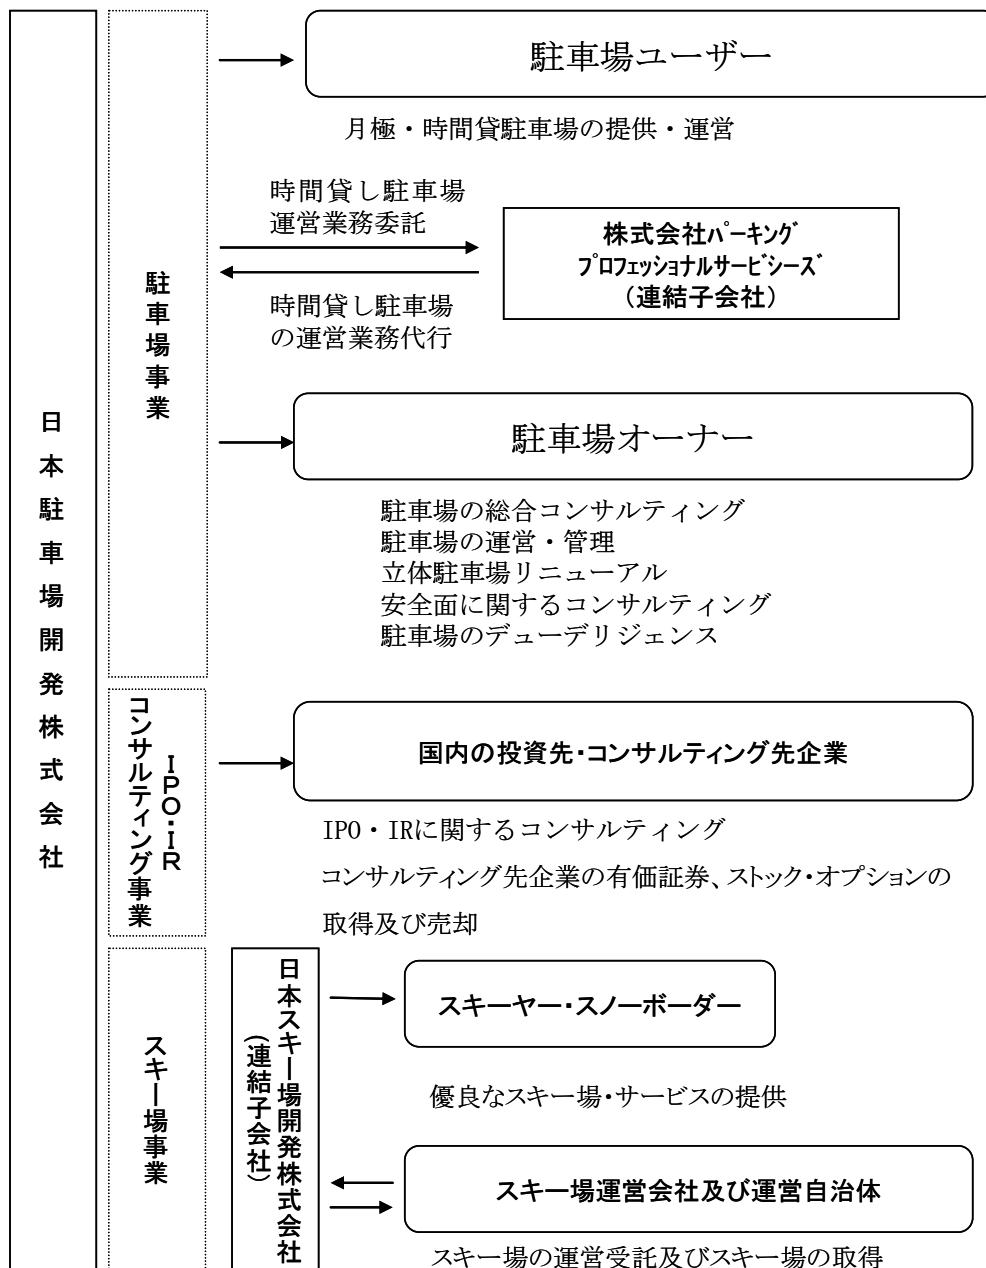 日本駐車場開発株式会社
駐車場事業
駐車場ユーザー
月極・時間貸駐車場の提供・運営
時間貸し駐車場
運営業務委託
株式会社ﾊﾟｰｷﾝｸﾞ
ﾌﾟﾛﾌｪｯｼｮﾅﾙｻｰﾋﾞｼｰｽﾞ
（連結子会社）
時間貸し駐車場
の運営業務代行
駐車場オーナー
駐車場の総合コンサルティング
駐車場の運営・管理
立体駐車場リニューアル
安全面に関するコンサルティング
駐車場のデューデリジェンス
ＩＰＯ・ＩＲ
コンサルティング事業
国内の投資先・コンサルティング先企業
IPO・IRに関するコンサルティング
コンサルティング先企業の有価証券、ストック・オプションの
取得及び売却
スキー場事業
日本スキー場開発株式会社
（連結子会社）
スキーヤー・スノーボーダー
優良なスキー場・サービスの提供
スキー場運営会社及び運営自治体
スキー場の運営受託及びスキー場の取得